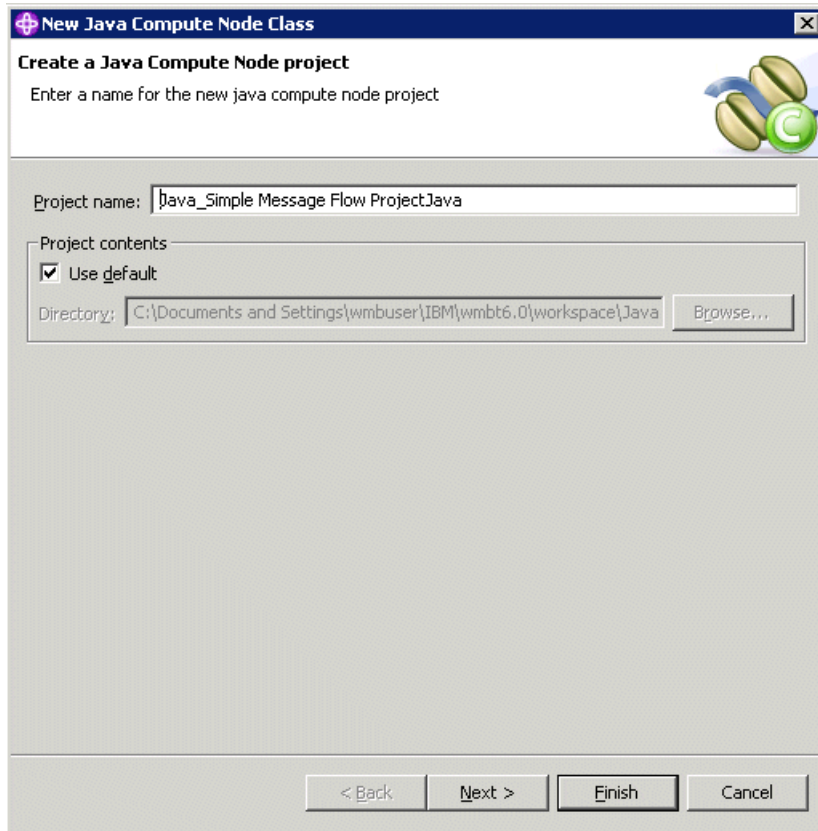 New Java Compute Node Class
Create a Java Compute Node project
Enter a name for the new java compute node project
C
Project name: Java_Simple Message Flow ProjectJava
Project contents
Use default
Directory: C:\Documents and Settings\wmbuser\IBM\wmbt6.0\workspace\Java Browse...
< Back Next > Finish Cancel